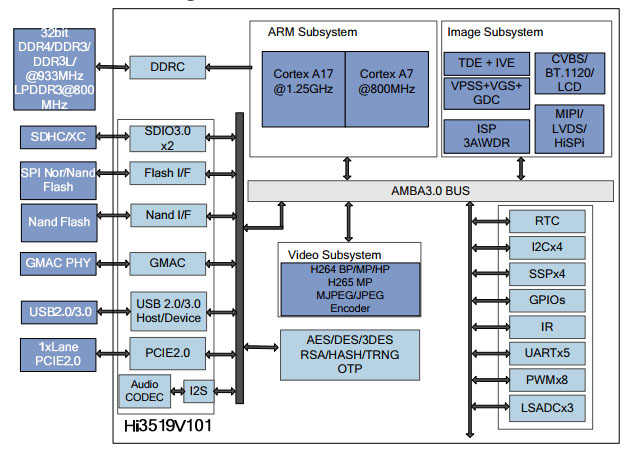 32bit
DDR4/DDR3/
DDR3L/
@933MHz
LPDDR3@800
MHz
DDRC
ARM Subsystem
Cortex A17
@1.25GHz
Cortex A7
@800MHz
Image Subsystem
TDE + IVE
VPSS+VGS+
GDC
ISP
3A\WDR
CVBS/
BT.1120/
LCD
MIPI/
LVDS/
HiSPi
SDHC/XC
SDIO3.0
x2
SPI Nor/Nand
Flash
Flash I/F
Nand Flash
Nand I/F
GMAC PHY
GMAC
USB2.0/3.0
USB 2.0/3.0
Host/Device
1xLane
PCIE2.0
PCIE2.0
Audio
CODEC
I2S
Hi3519V101
AMBA3.0 BUS
Video Subsystem
H264 BP/MP/HP
H265 MP
MJPEG/JPEG
Encoder
AES/DES/3DES
RSA/HASH/TRNG
OTP
RTC
I2Cx4
SSPx4
GPIOs
IR
UARTx5
PWMx8
LSADCx3